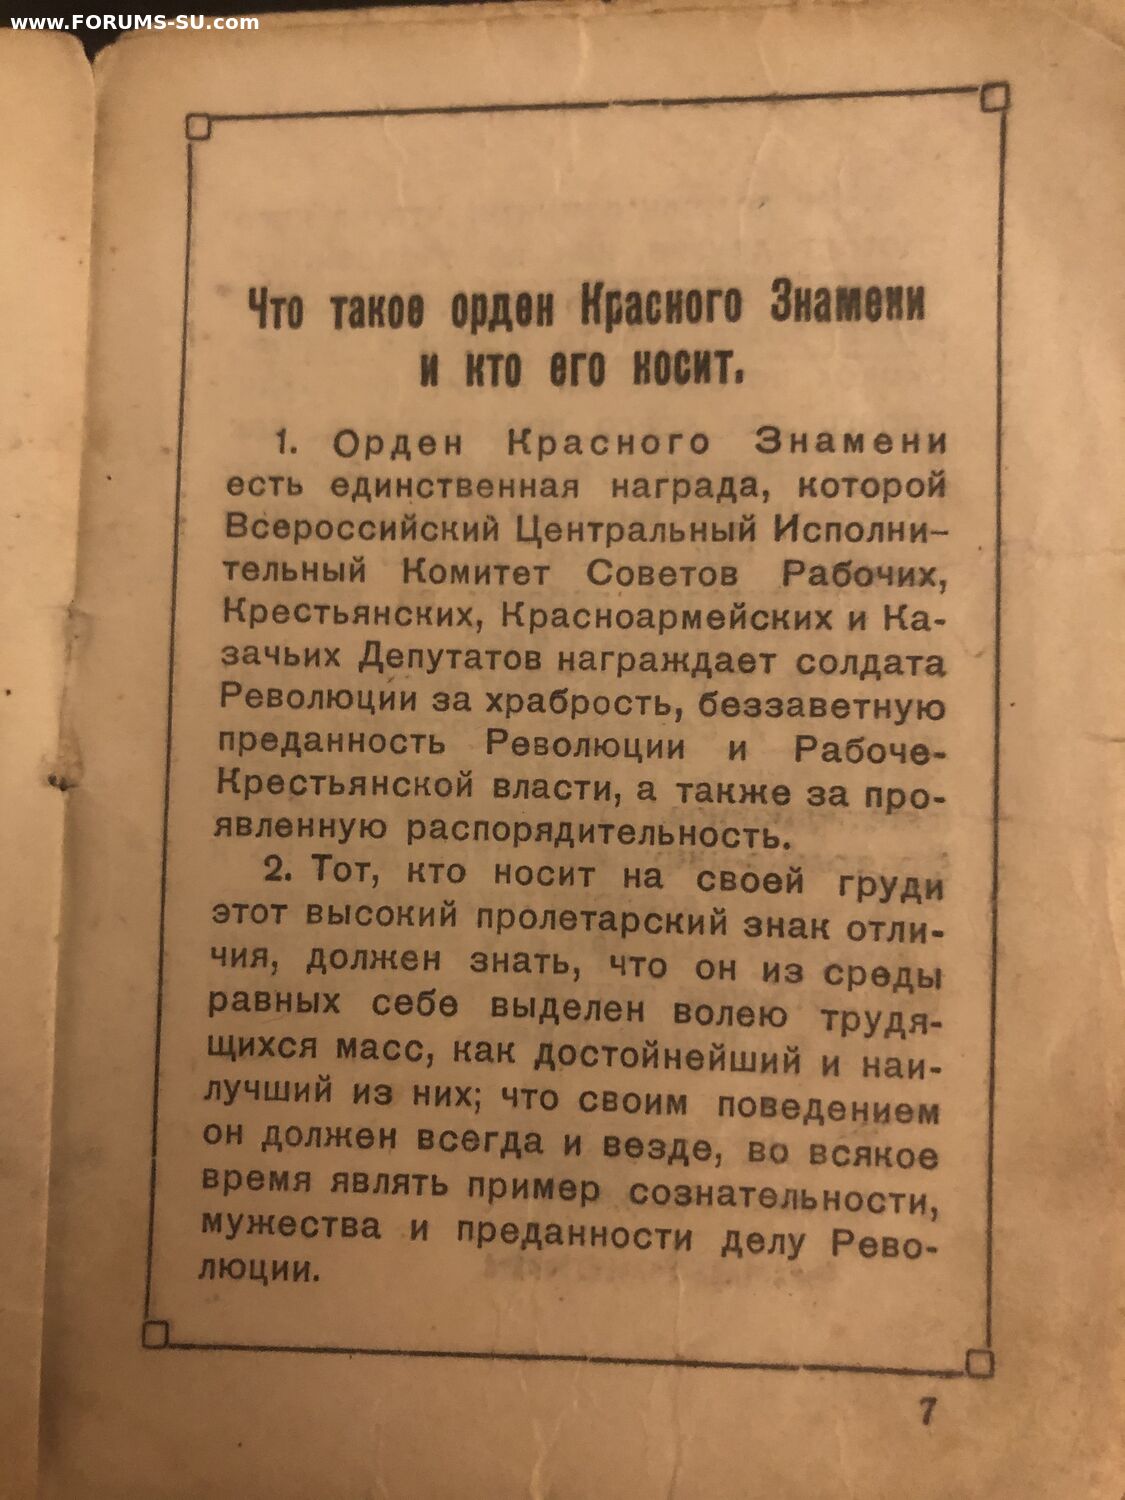 www.FORUMS-SU.com
Что такое орден Красного Знамени
и кто его носит.
1. Орден Красного Знамени
есть единственная награда, которой
Всероссийский Центральный Исполни-
тельный Комитет Советов Рабочих,
Крестьянских, Красноармейских и Ка-
зачьих Депутатов награждает солдата
Революции за храбрость, беззаветную
преданность Революции и Рабоче-
Крестьянской власти, а также за про-
явленную распорядительность.
2. Тот, кто носит на своей груди
этот высокий пролетарский знак отли-
чия, должен знать, что он из среды
равных себе выделен волею трудя-
щихся масс, как достойнейший и наи-
лучший из них; что своим поведением
он должен всегда и везде, во всякое
время являть пример сознательности,
мужества и преданности делу Рево-
люции.
7